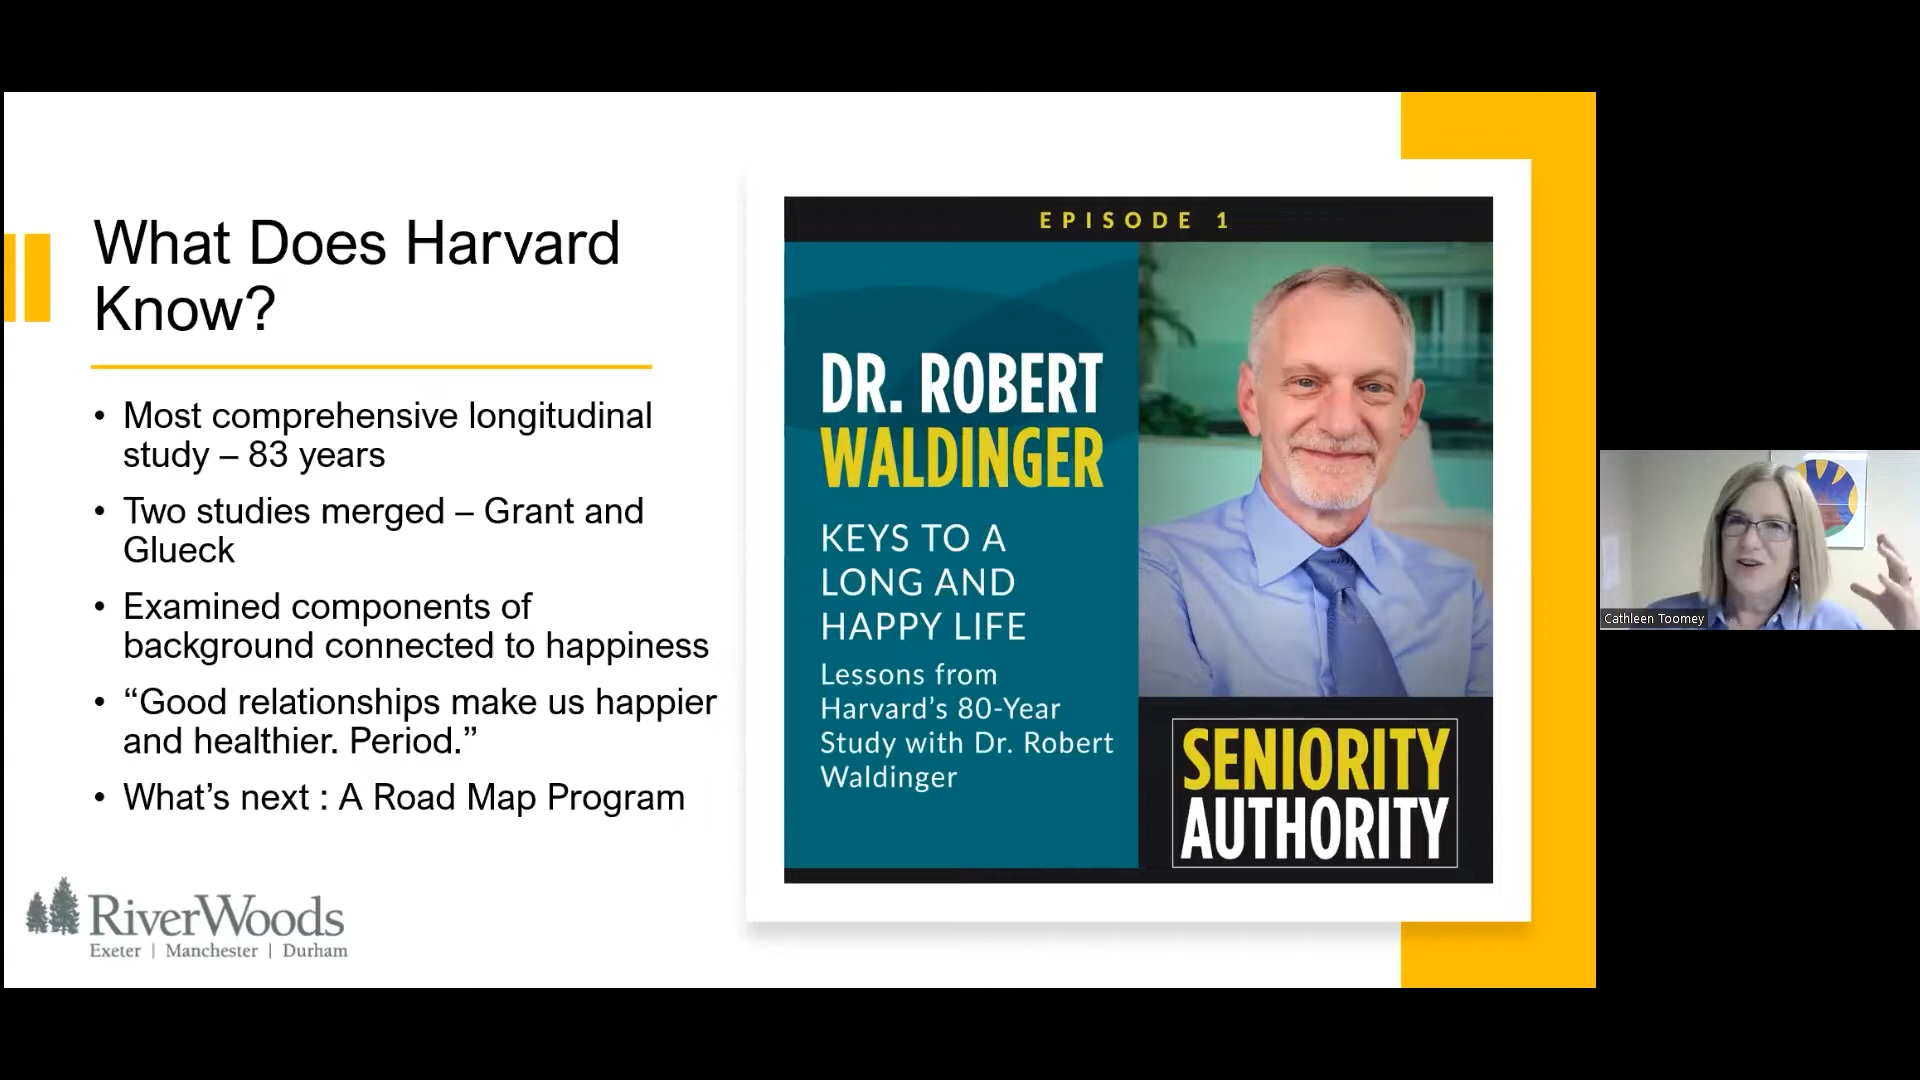 What Does Harvard
Know?
• Most comprehensive longitudinal
study – 83 years
• Two studies merged – Grant and
Glueck
• Examined components of
background connected to happiness
• “Good relationships make us happier
and healthier. Period.”
• What’s next : A Road Map Program
RiverWoods
Exeter | Manchester | Durham
EPISODE 1
DR. ROBERT
WALDINGER
KEYS TO A
LONG AND
HAPPY LIFE
Lessons from
Harvard’s 80-Year
Study with Dr. Robert
Waldinger
SENIORITY
AUTHORITY
Cathleen Toomey